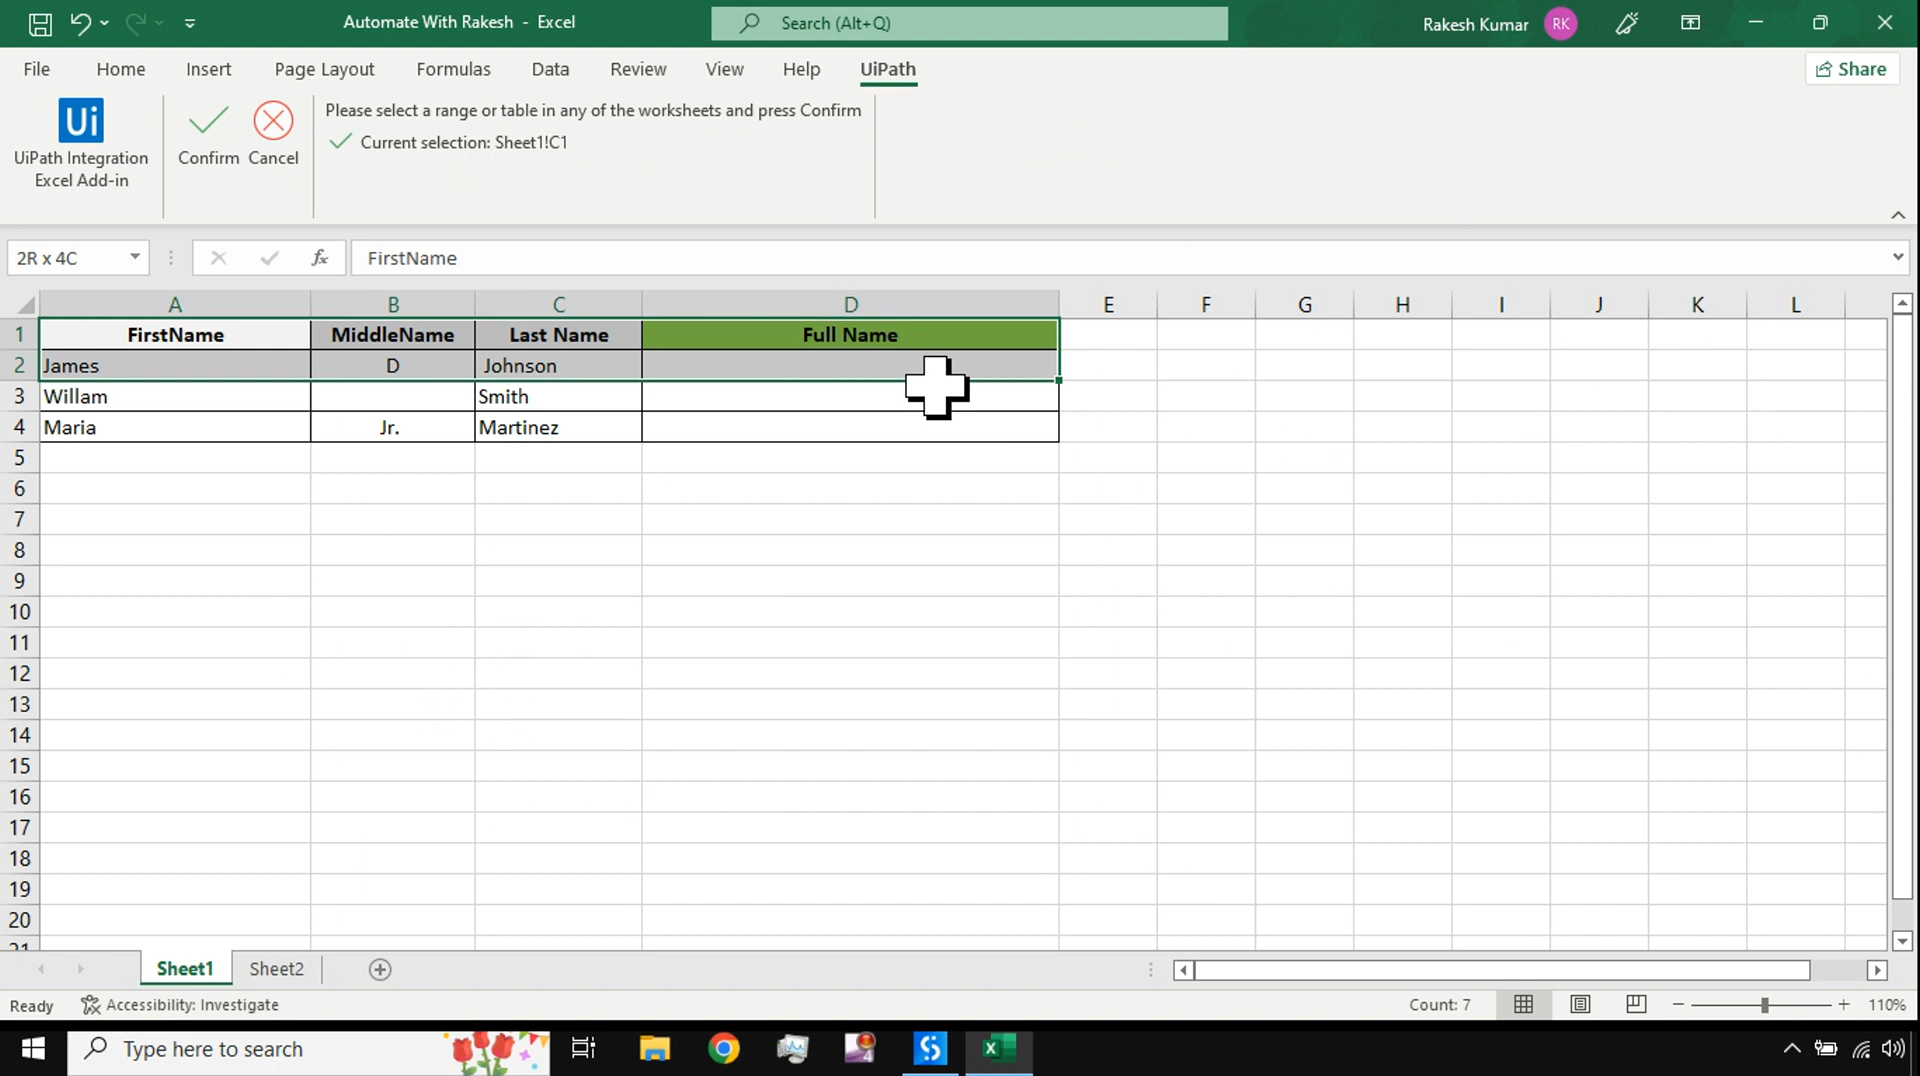 Automate With Rakesh - Excel
Search (Alt+Q)
Rakesh Kumar
RK
File
Home
Insert
Page Layout
Formulas
Data
Review
View
Help
UiPath
Share
Ui
UiPath Integration
Excel Add-in
Confirm
Cancel
Please select a range or table in any of the worksheets and press Confirm
Current selection: Sheet1!C1
2R x 4C
fx
FirstName
A B C D E F G H I J K L
1 FirstName MiddleName Last Name Full Name
2 James D Johnson
3 Willam Smith
4 Maria Jr. Martinez
5
6
7
8
9
10
11
12
13
14
15
16
17
18
19
20
21
Sheet1
Sheet2
Ready
Accessibility: Investigate
Count: 7
110%
Type here to search
4